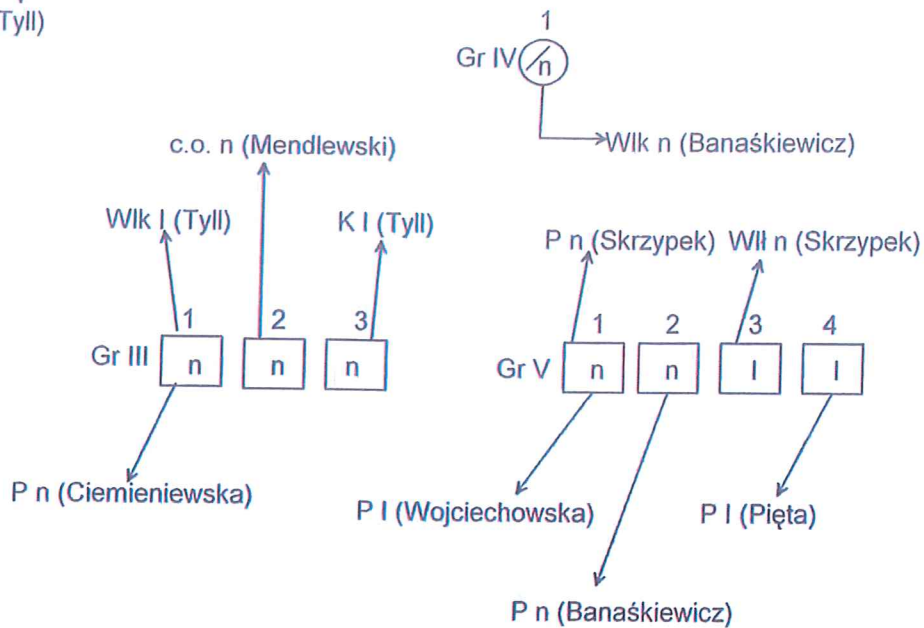 Tyll)
1
Gr IV n
Wlk n (Banaśkiewicz)
c.o. n (Mendlewski)
Wlk I (Tyll)
K I (Tyll)
P n (Skrzypek) Wlł n (Skrzypek)
1 2 3
Gr III n n n
1 2 3 4
Gr V n n I I
P n (Ciemieniewska)
P I (Wojciechowska)
P I (Pięta)
P n (Banaśkiewicz)